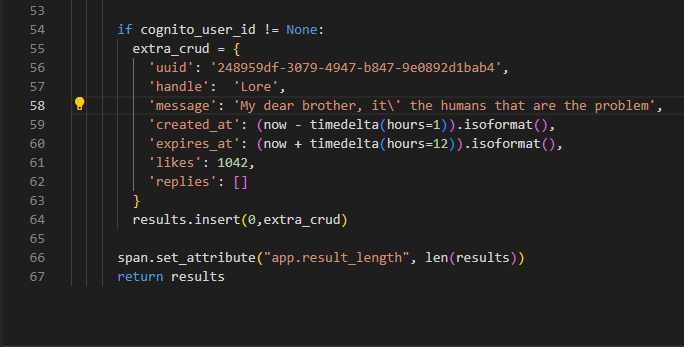 53
54 if cognito_user_id != None:
55 extra_crud = {
56 'uuid': '248959df-3079-4947-b847-9e0892d1bab4',
57 'handle':  'Lore',
58 'message': 'My dear brother, it\' the humans that are the problem',
59 'created_at': (now - timedelta(hours=1)).isoformat(),
60 'expires_at': (now + timedelta(hours=12)).isoformat(),
61 'likes': 1042,
62 'replies': []
63 }
64 results.insert(0,extra_crud)
65
66 span.set_attribute("app.result_length", len(results))
67 return results